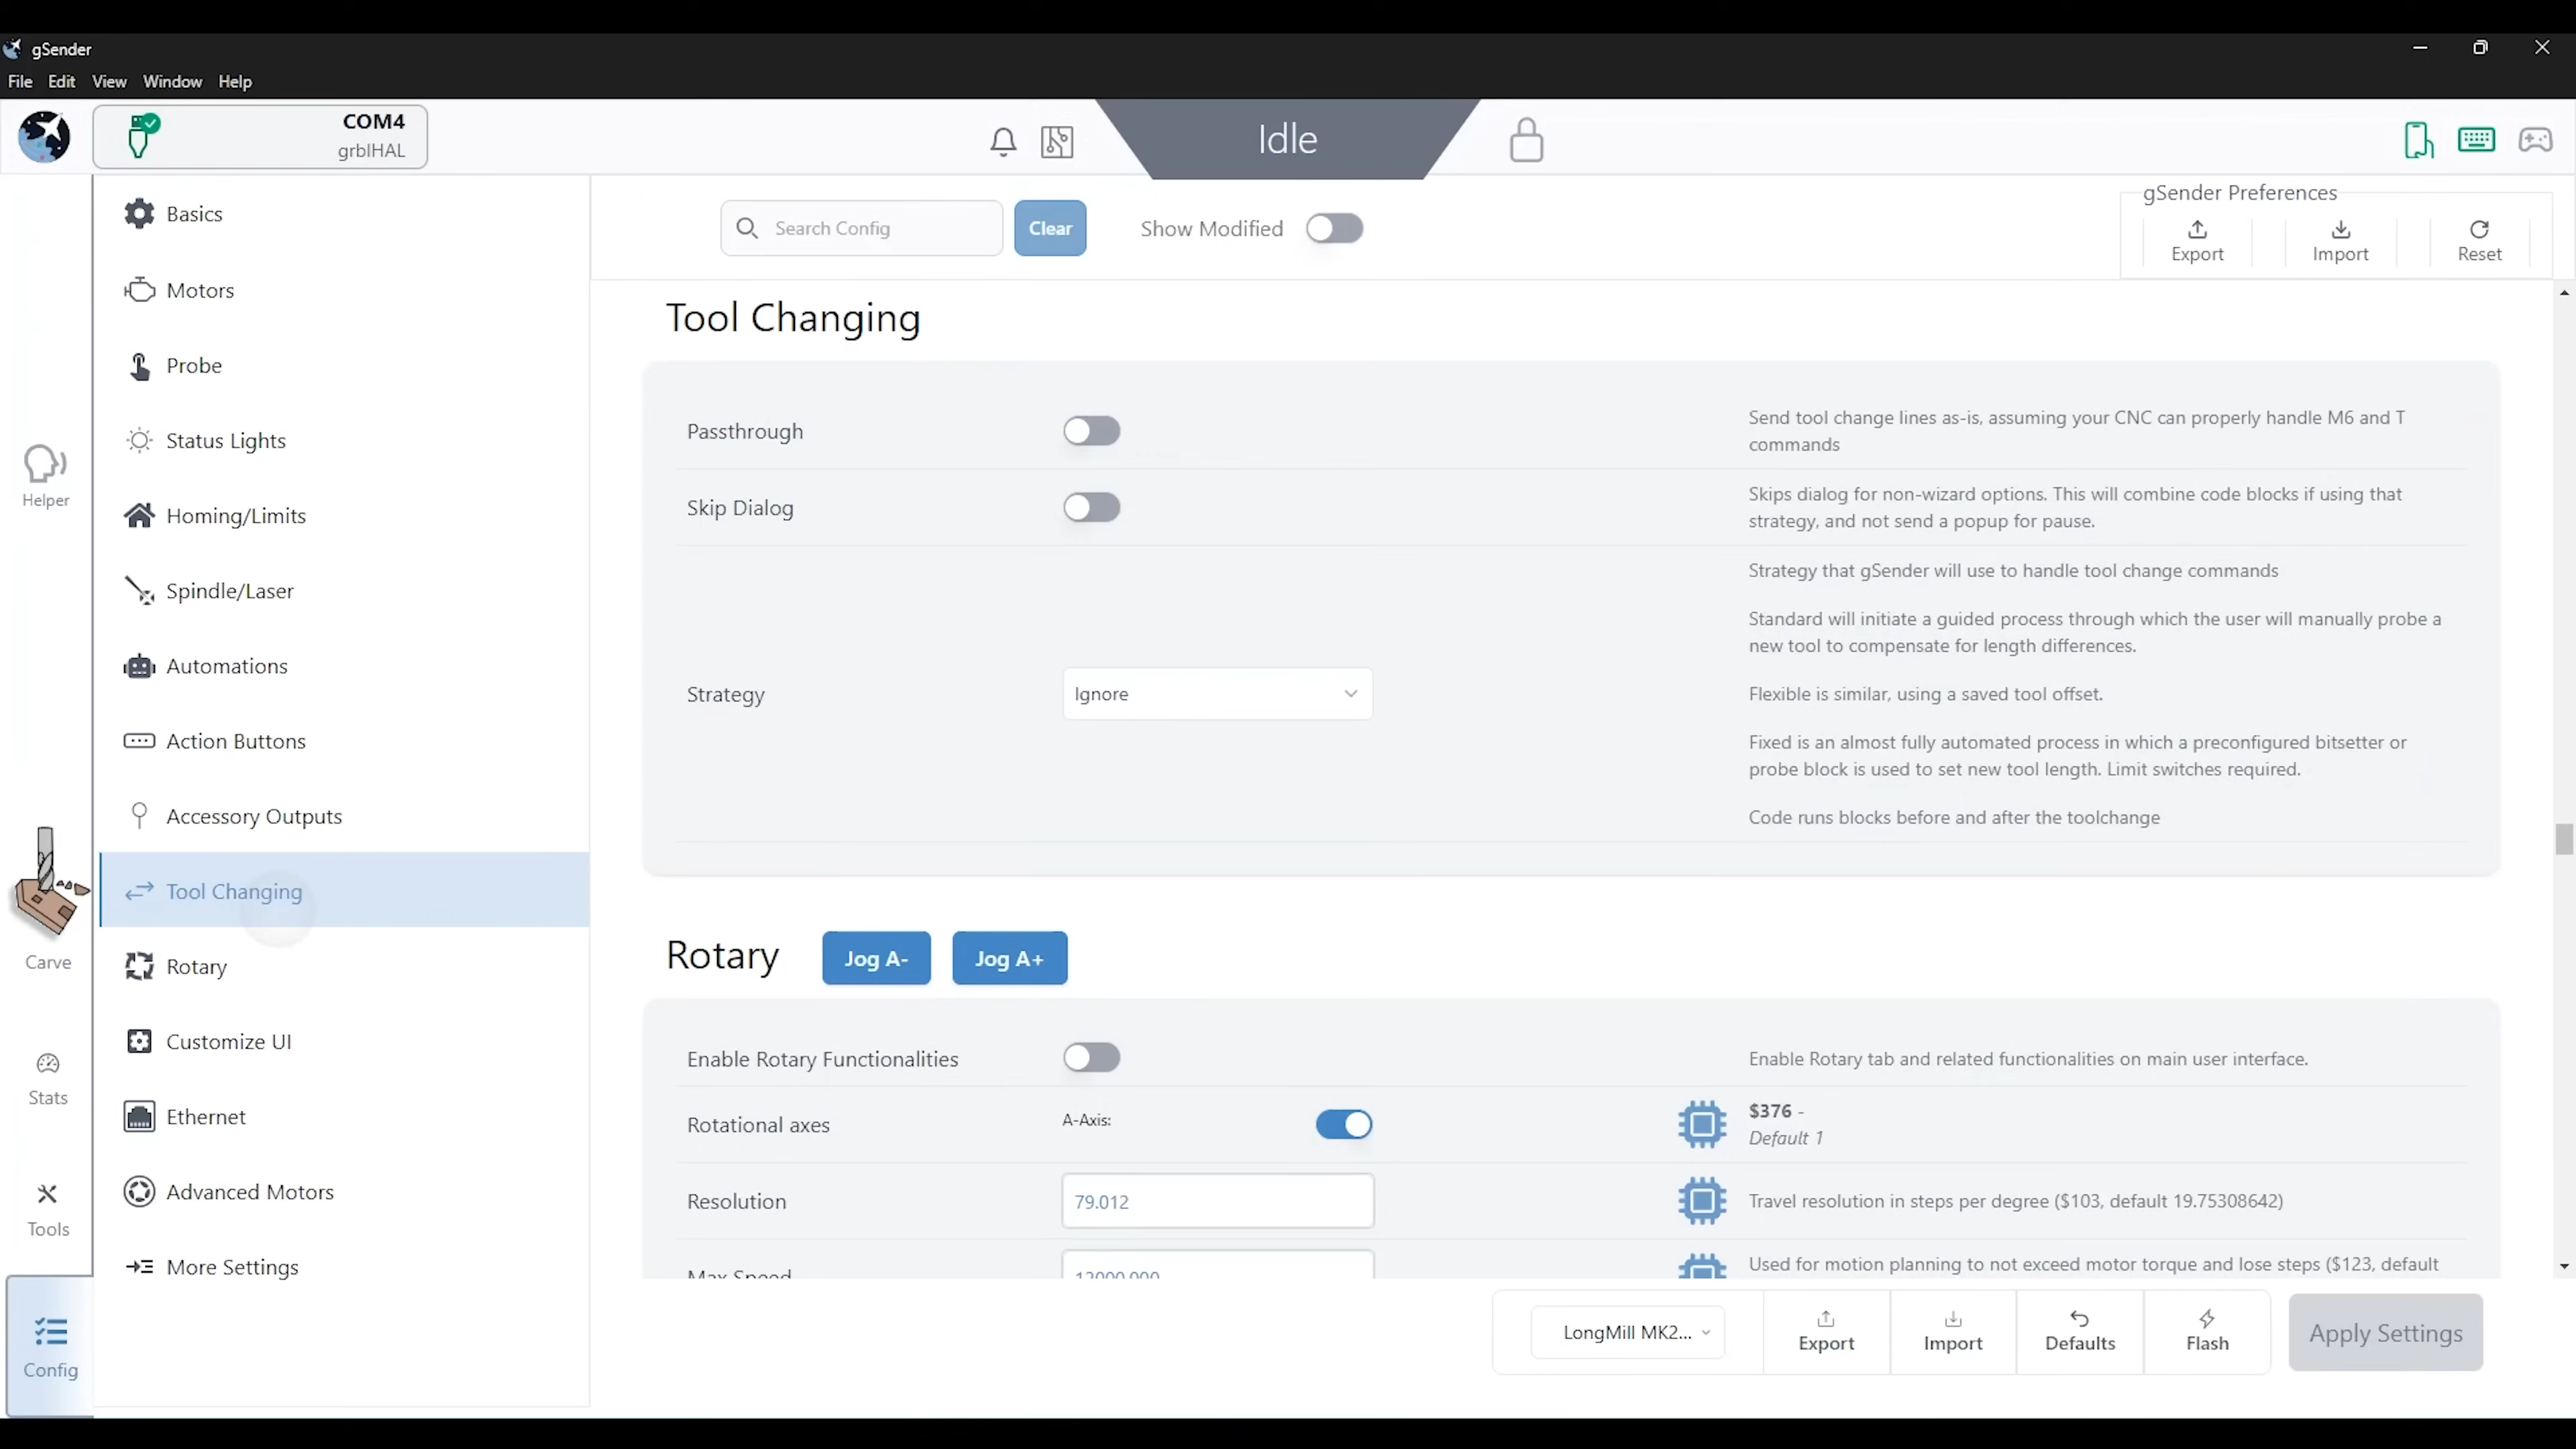 gSender
File Edit View Window Help
COM4
grblHAL
Idle
Helper
Carve
Stats
Tools
Config
Basics
Motors
Probe
Status Lights
Homing/Limits
Spindle/Laser
Automations
Action Buttons
Accessory Outputs
Tool Changing
Rotary
Customize UI
Ethernet
Advanced Motors
More Settings
Search Config
Clear
Show Modified
gSender Preferences
Export
Import
Reset
Tool Changing
Passthrough
Send tool change lines as-is, assuming your CNC can properly handle M6 and T
commands
Skip Dialog
Skips dialog for non-wizard options. This will combine code blocks if using that
strategy, and not send a popup for pause.
Strategy
Ignore
Strategy that gSender will use to handle tool change commands
Standard will initiate a guided process through which the user will manually probe a
new tool to compensate for length differences.
Flexible is similar, using a saved tool offset.
Fixed is an almost fully automated process in which a preconfigured bitsetter or
probe block is used to set new tool length. Limit switches required.
Code runs blocks before and after the toolchange
Rotary
Jog A-
Jog A+
Enable Rotary Functionalities
Enable Rotary tab and related functionalities on main user interface.
Rotational axes
A-Axis:
$376 -
Default 1
Resolution
79.012
Travel resolution in steps per degree ($103, default 19.75308642)
Max Speed
12000.000
Used for motion planning to not exceed motor torque and lose steps ($123, default
LongMill MK2...
Export
Import
Defaults
Flash
Apply Settings